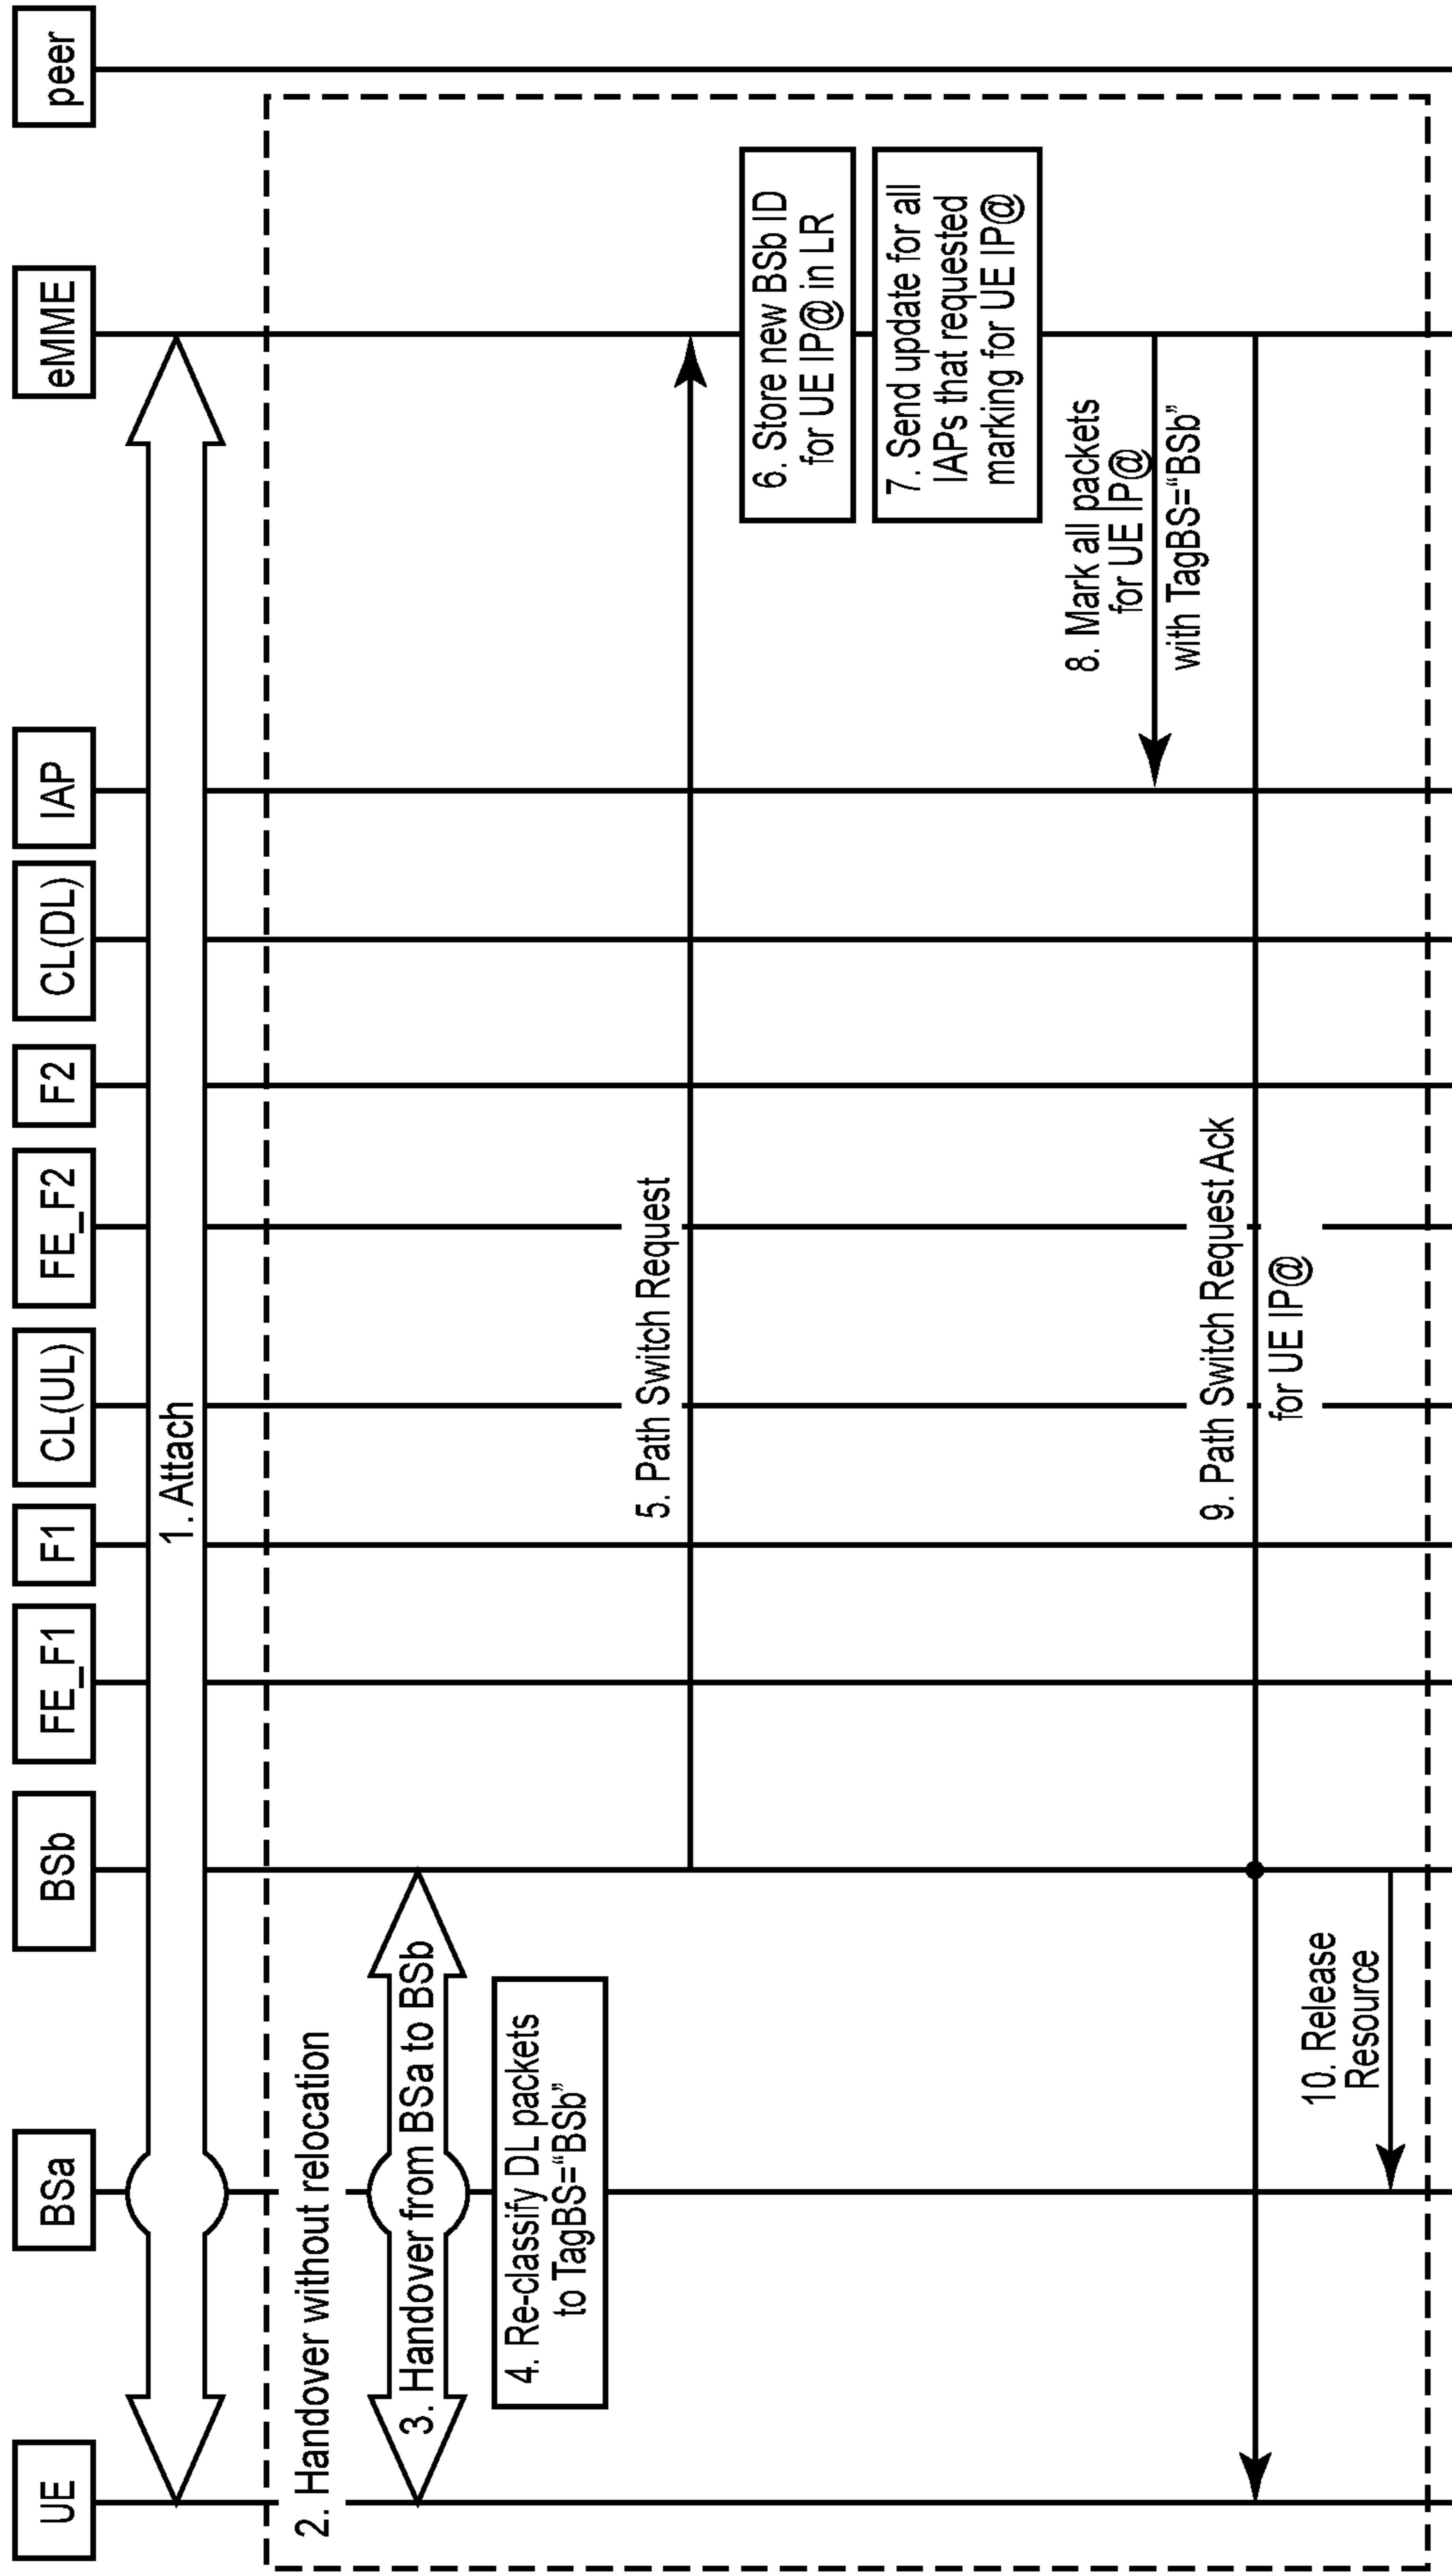 UE
BSa
BSb
FE_F1
F1
CL(UL)
FE_F2
F2
CL(DL)
IAP
eMME
peer
1. Attach
2. Handover without relocation
3. Handover from BSa to BSb
4. Re-classify DL packets
to TagBS="BSb"
5. Path Switch Request
6. Store new BSb ID
for UE IP@ in LR
7. Send update for all
IAPs that requested
marking for UE IP@
8. Mark all packets
for UE IP@
with TagBS="BSb"
9. Path Switch Request Ack
for UE IP@
10. Release
Resource